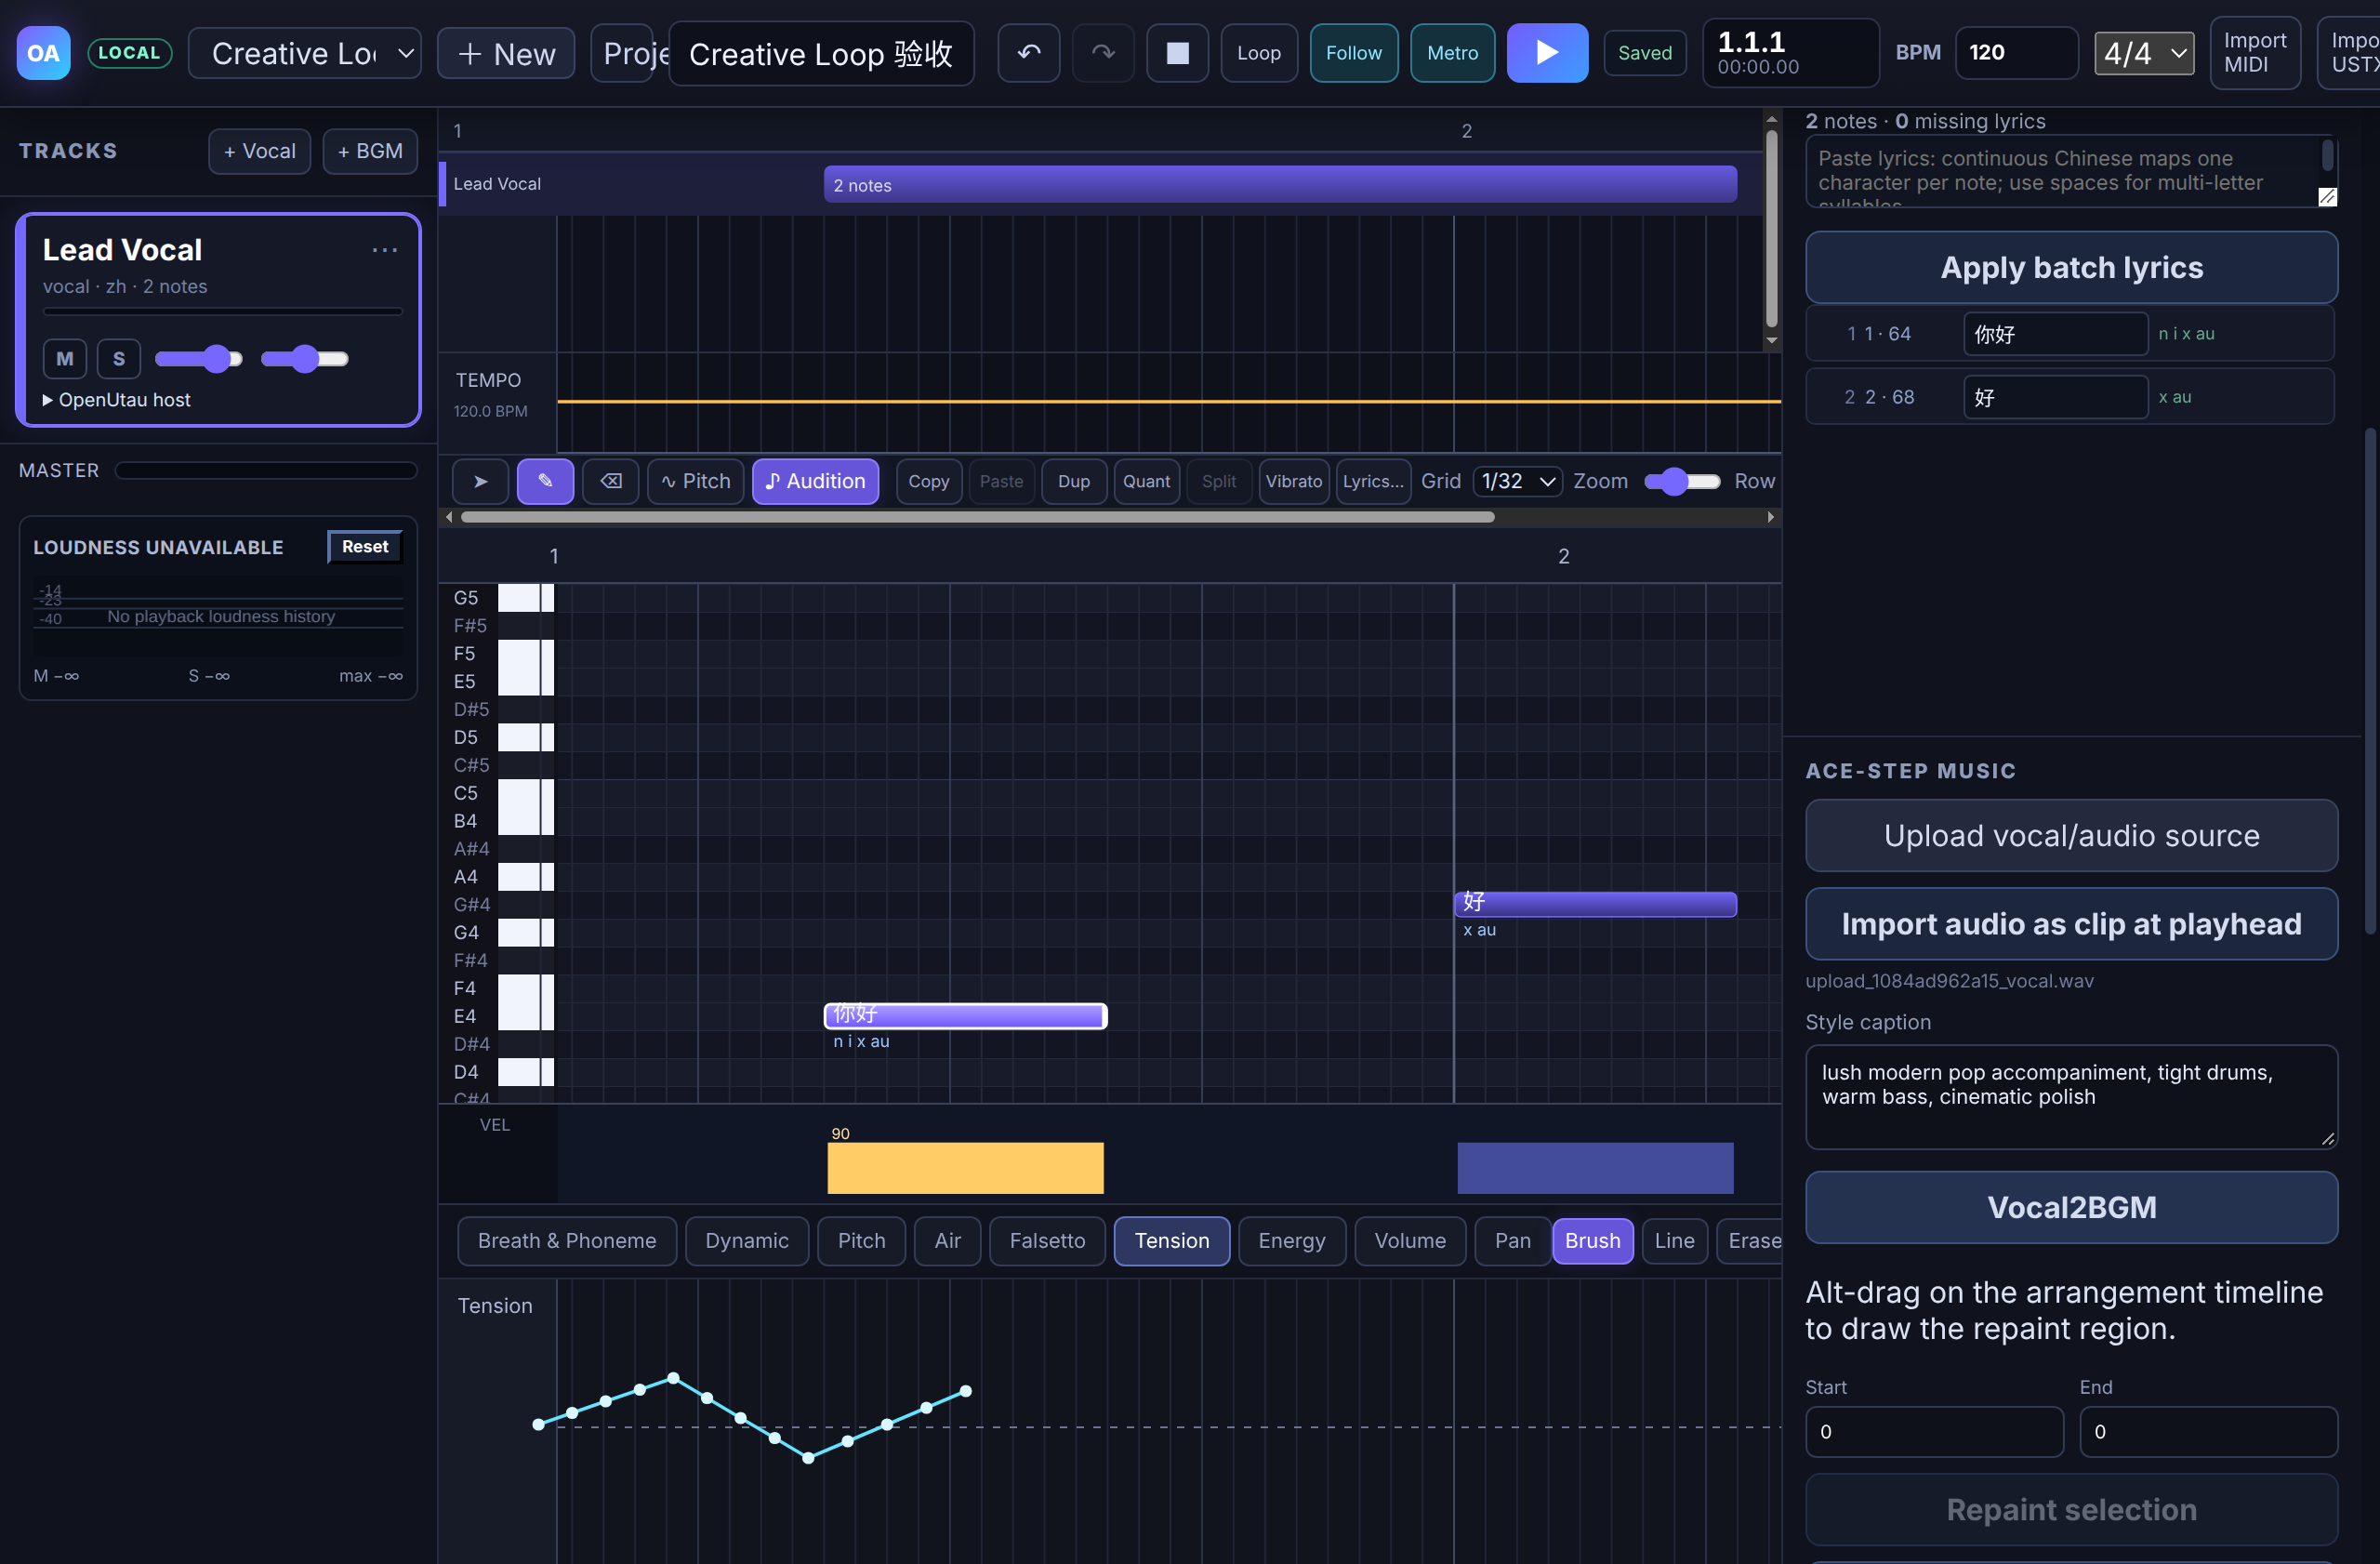 OA
LOCAL
Creative Lo
+ New
Proje
Creative Loop 验收
Loop
Follow
Metro
Saved
1.1.1
00:00.00
BPM
120
4/4
Import
MIDI
Impo
USTX
TRACKS
+ Vocal
+ BGM
Lead Vocal
vocal · zh · 2 notes
M
S
OpenUtau host
MASTER
LOUDNESS UNAVAILABLE
Reset
-14
-23
-40
No playback loudness history
M −∞
S −∞
max −∞
1
2
Lead Vocal
2 notes
TEMPO
120.0 BPM
Pitch
Audition
Copy
Paste
Dup
Quant
Split
Vibrato
Lyrics...
Grid
1/32
Zoom
Row
1
2
G5
F#5
F5
E5
D#5
D5
C#5
C5
B4
A#4
A4
G#4
G4
F#4
F4
E4
D#4
D4
C#4
好
x au
你好
n i x au
VEL
90
Breath & Phoneme
Dynamic
Pitch
Air
Falsetto
Tension
Energy
Volume
Pan
Brush
Line
Erase
Tension
2 notes · 0 missing lyrics
Paste lyrics: continuous Chinese maps one
character per note; use spaces for multi-letter
syllables
Apply batch lyrics
1 1 · 64
你好
n i x au
2 2 · 68
好
x au
ACE-STEP MUSIC
Upload vocal/audio source
Import audio as clip at playhead
upload_1084ad962a15_vocal.wav
Style caption
lush modern pop accompaniment, tight drums,
warm bass, cinematic polish
Vocal2BGM
Alt-drag on the arrangement timeline
to draw the repaint region.
Start
End
0
0
Repaint selection